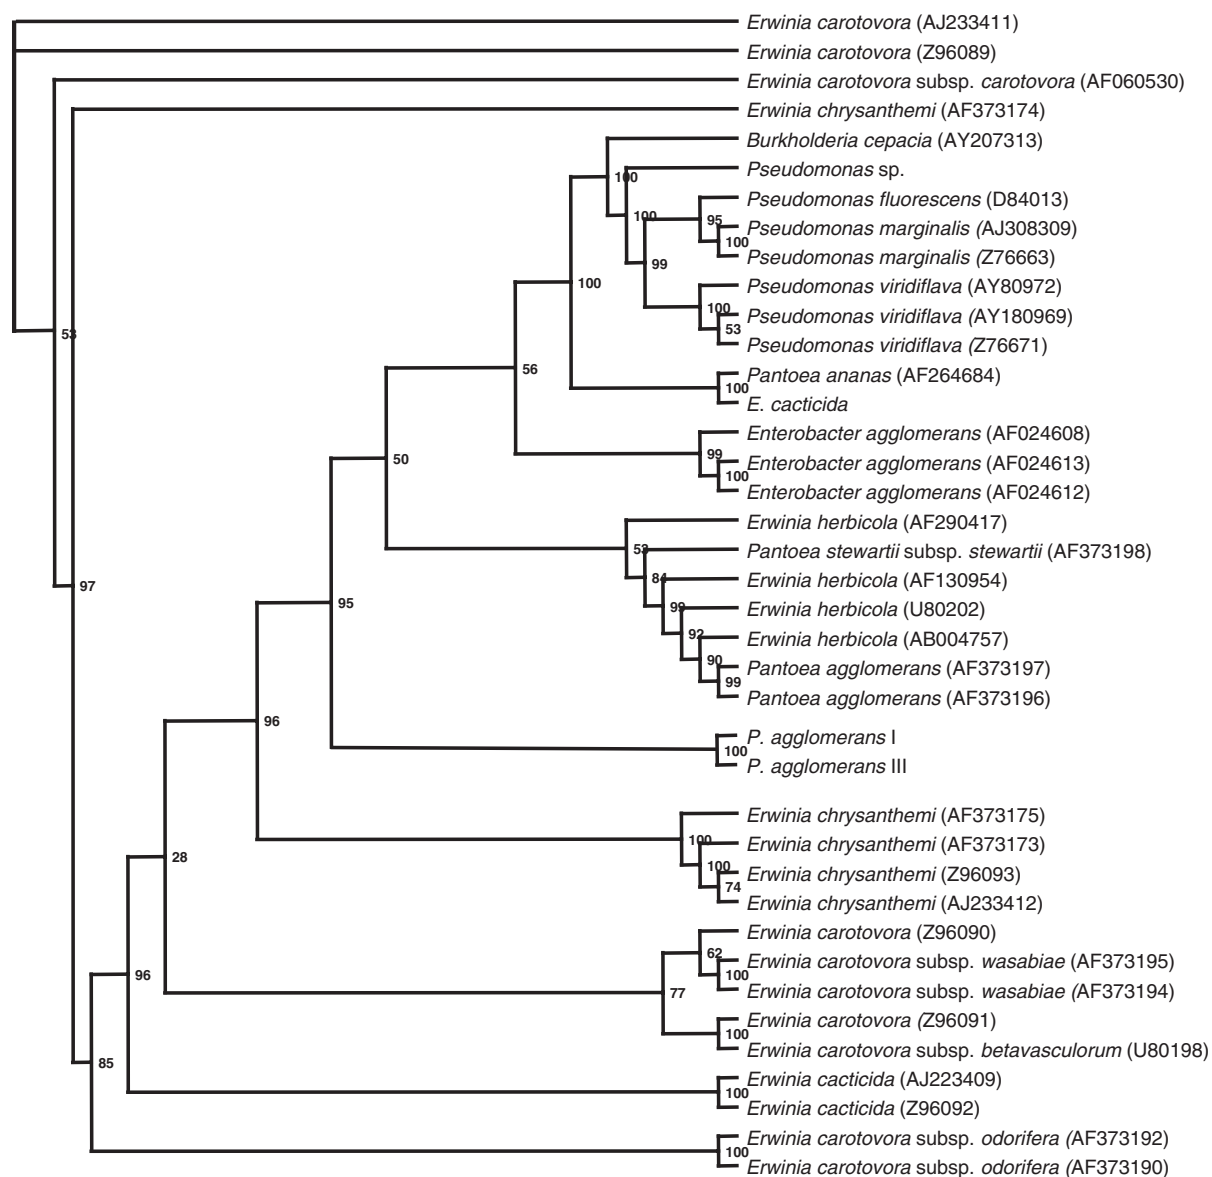 Erwinia carotovora (AJ233411)
Erwinia carotovora (Z96089)
Erwinia carotovora subsp. carotovora (AF060530)
Erwinia chrysanthemi (AF373174)
Burkholderia cepacia (AY207313)
100
Pseudomonas sp.
100
Pseudomonas fluorescens (D84013)
95
Pseudomonas marginalis (AJ308309)
100
Pseudomonas marginalis (Z76663)
99
100
Pseudomonas viridiflava (AY80972)
100
Pseudomonas viridiflava (AY180969)
53
53
Pseudomonas viridiflava (Z76671)
56
Pantoea ananas (AF264684)
100
E. cacticida
Enterobacter agglomerans (AF024608)
99
50
Enterobacter agglomerans (AF024613)
100
Enterobacter agglomerans (AF024612)
Erwinia herbicola (AF290417)
53
Pantoea stewartii subsp. stewartii (AF373198)
84
97
Erwinia herbicola (AF130954)
95
99
Erwinia herbicola (U80202)
92
Erwinia herbicola (AB004757)
90
Pantoea agglomerans (AF373197)
99
Pantoea agglomerans (AF373196)
96
P. agglomerans I
100
P. agglomerans III
Erwinia chrysanthemi (AF373175)
100
Erwinia chrysanthemi (AF373173)
28
100
Erwinia chrysanthemi (Z96093)
74
Erwinia chrysanthemi (AJ233412)
Erwinia carotovora (Z96090)
62
Erwinia carotovora subsp. wasabiae (AF373195)
96
100
Erwinia carotovora subsp. wasabiae (AF373194)
77
Erwinia carotovora (Z96091)
100
Erwinia carotovora subsp. betavasculorum (U80198)
85
Erwinia cacticida (AJ223409)
100
Erwinia cacticida (Z96092)
Erwinia carotovora subsp. odorifera (AF373192)
100
Erwinia carotovora subsp. odorifera (AF373190)